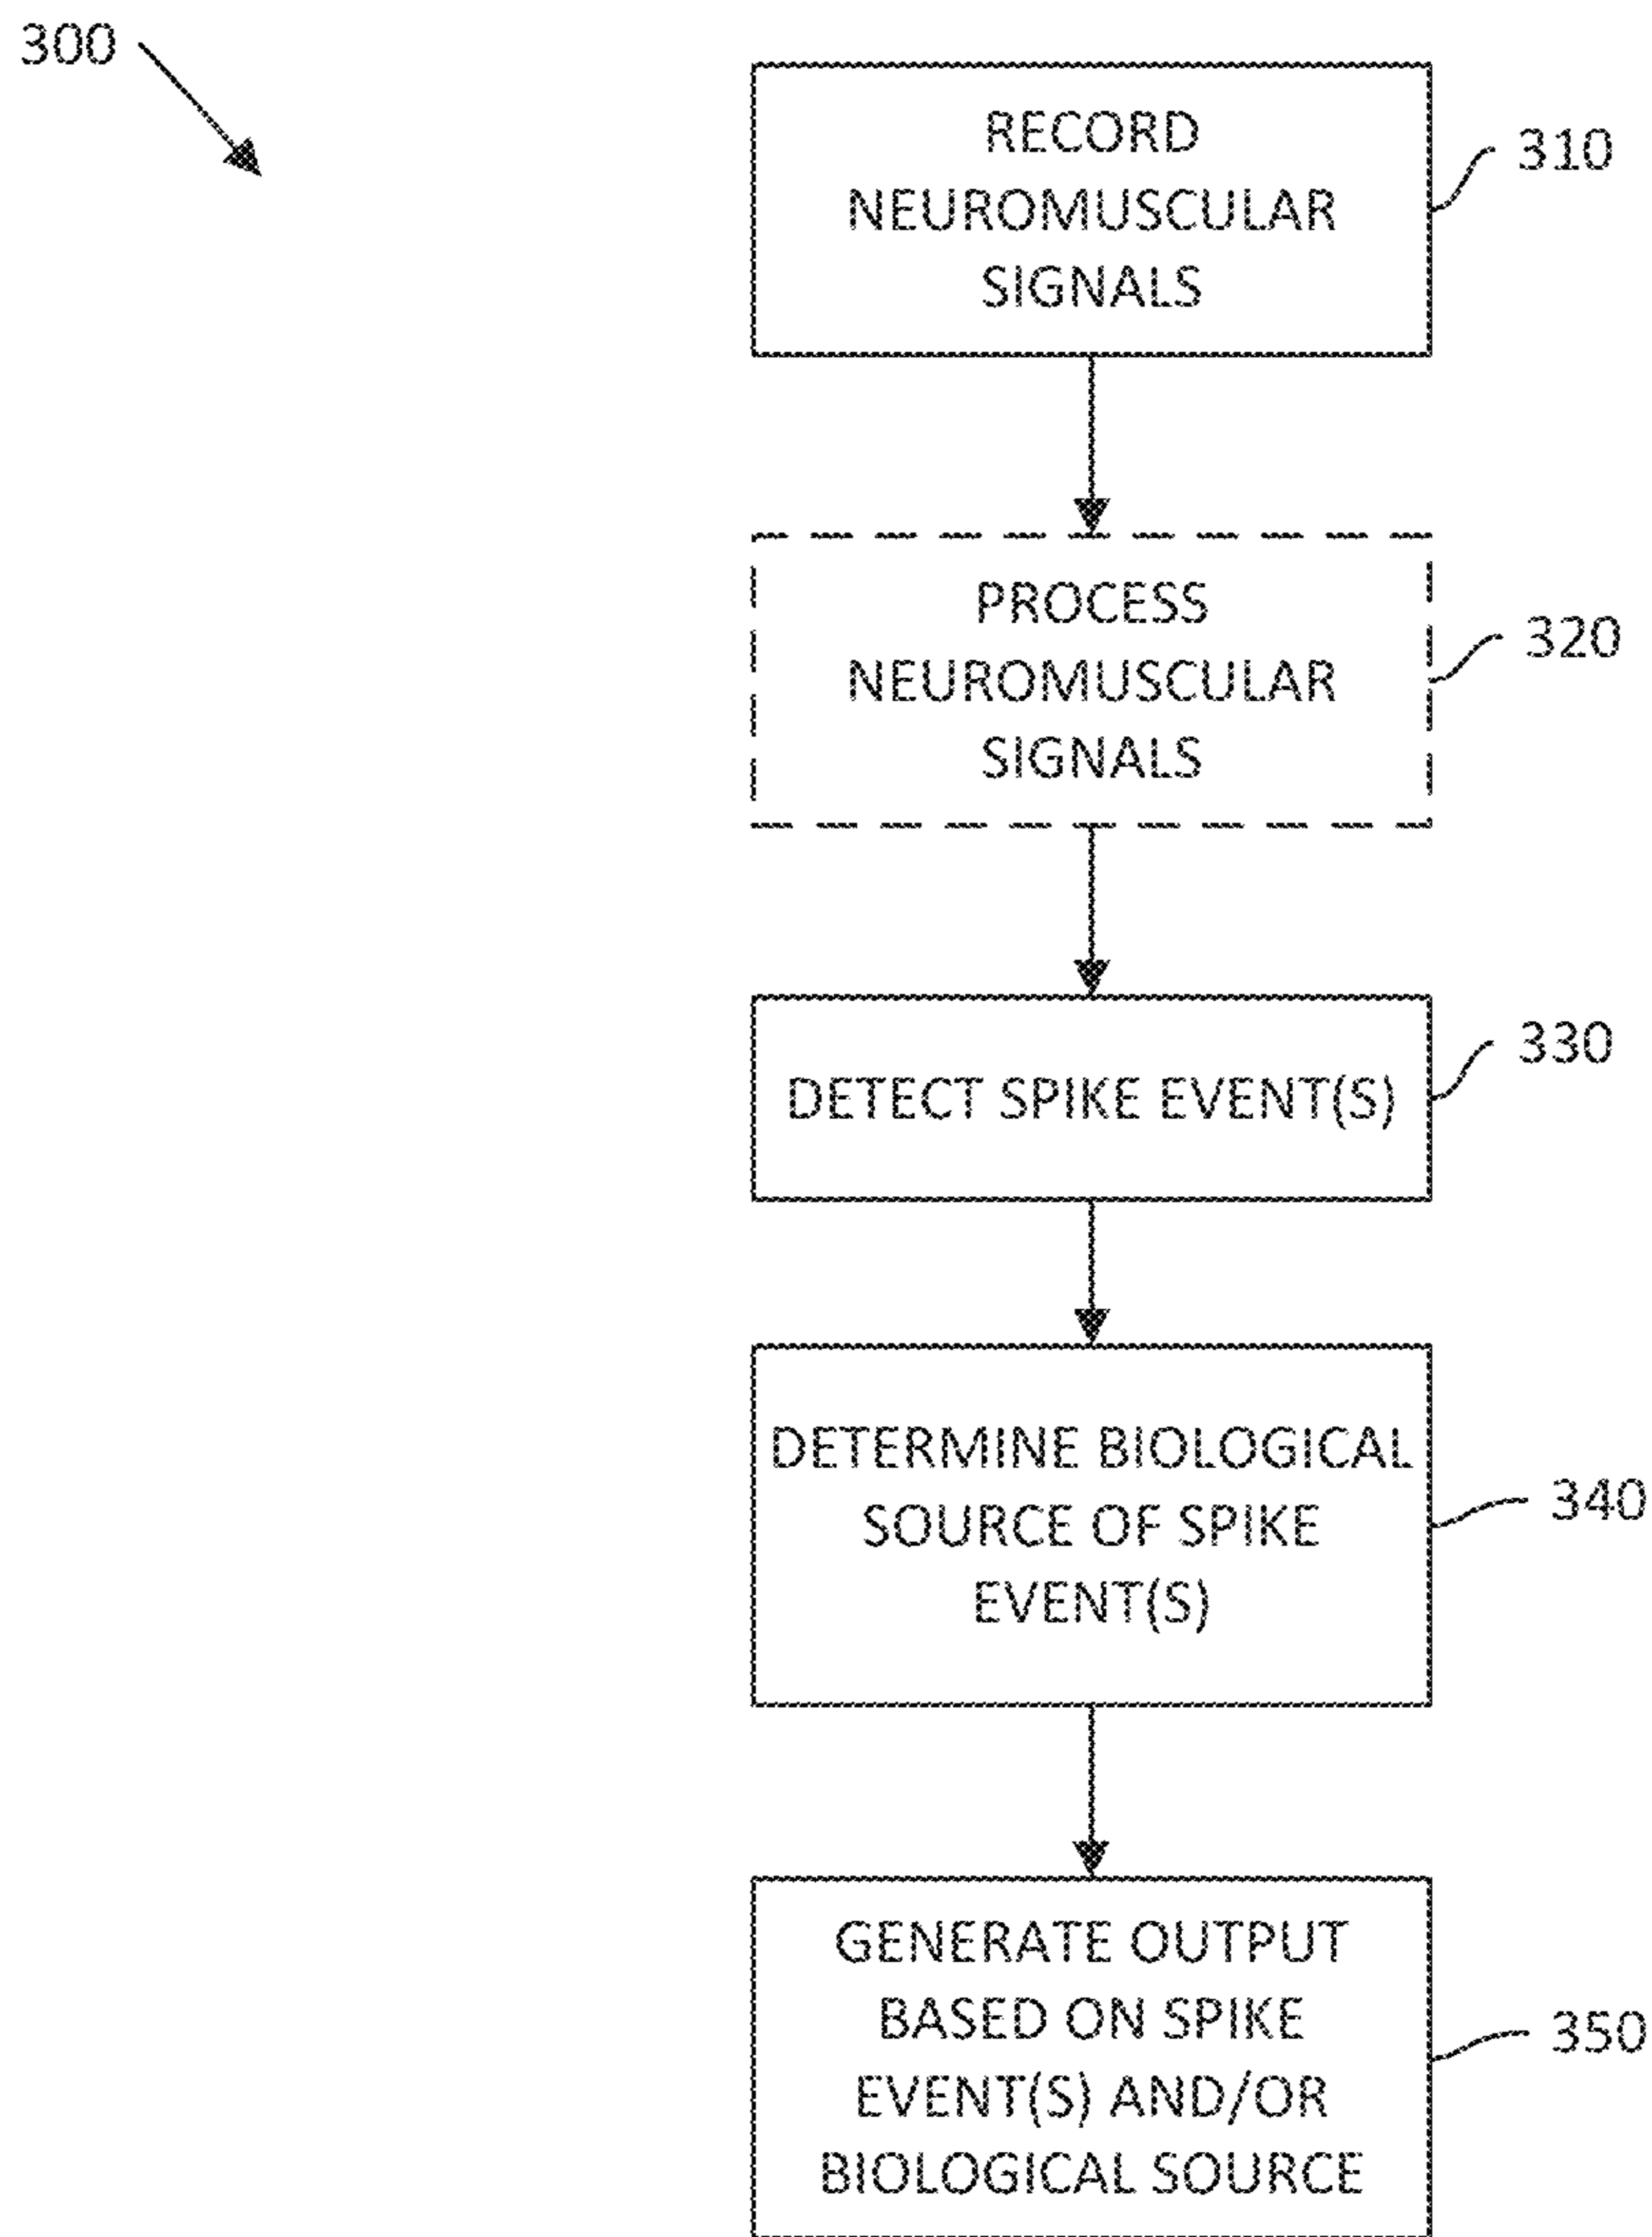 300
RECORD
NEUROMUSCULAR
SIGNALS
310
PROCESS
NEUROMUSCULAR
SIGNALS
320
DETECT SPIKE EVENT(S)
330
DETERMINE BIOLOGICAL
SOURCE OF SPIKE
EVENT(S)
340
GENERATE OUTPUT
BASED ON SPIKE
EVENT(S) AND/OR
BIOLOGICAL SOURCE
350